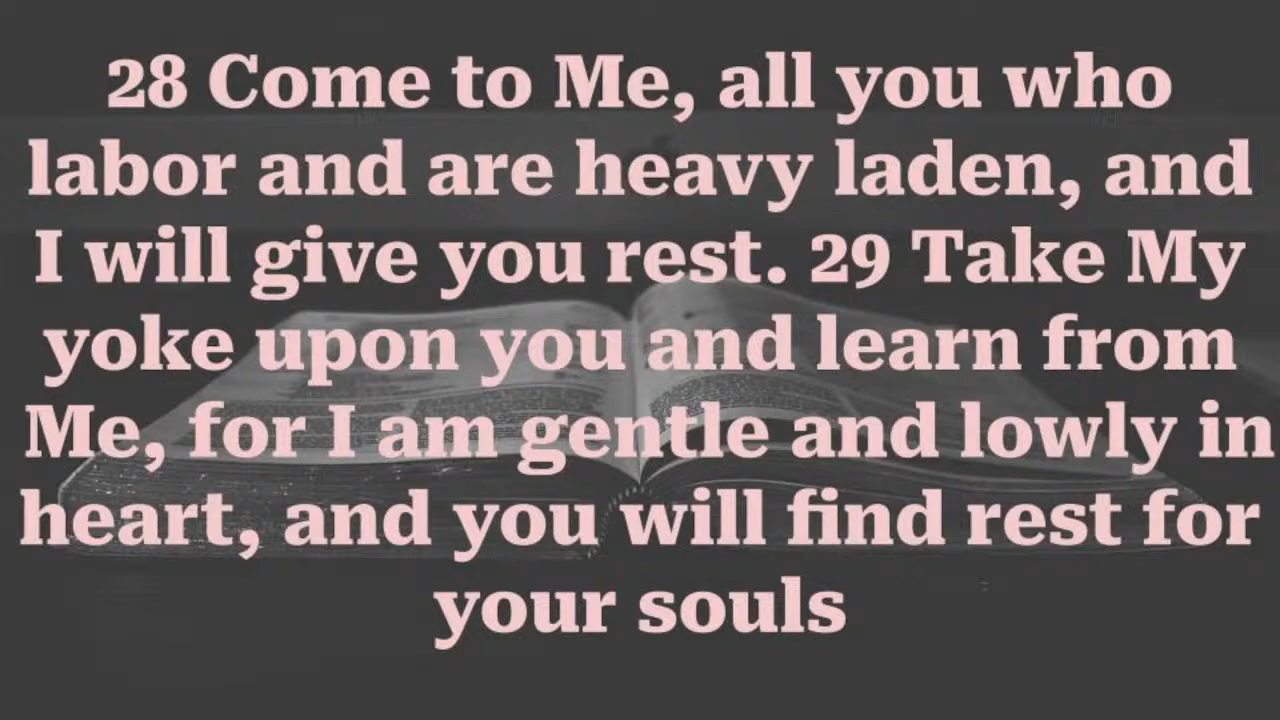 28 Come to Me, all you who
labor and are heavy laden, and
I will give you rest. 29 Take My
yoke upon you and learn from
Me, for I am gentle and lowly in
heart, and you will find rest for
your souls